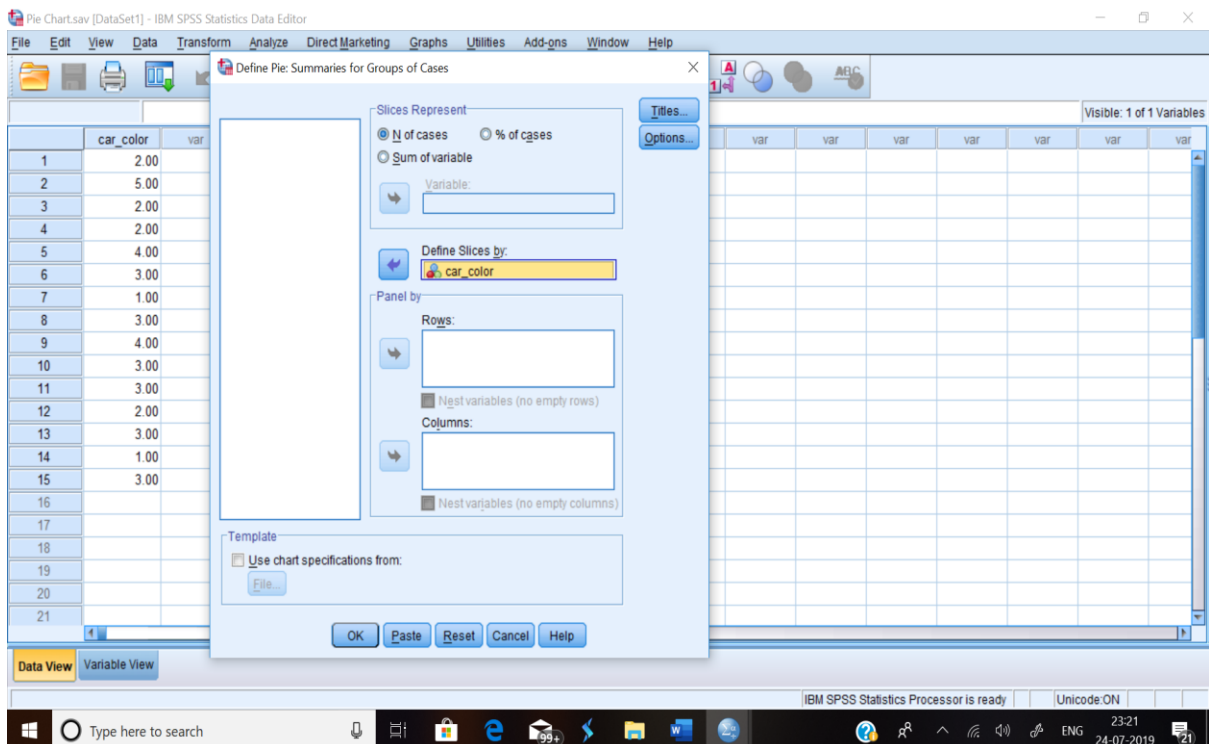 Pie Chart.sav [DataSet1] - IBM SPSS Statistics Data Editor
File Edit View Data Transform Analyze Direct Marketing Graphs Utilities Add-ons Window Help
Define Pie: Summaries for Groups of Cases
Visible: 1 of 1 Variables
car_color var var var var var var var var
1 2.00
2 5.00
3 2.00
4 2.00
5 4.00
6 3.00
7 1.00
8 3.00
9 4.00
10 3.00
11 3.00
12 2.00
13 3.00
14 1.00
15 3.00
16
17
18
19
20
21
Slices Represent
N of cases % of cases
Sum of variable
Variable:
Titles...
Options...
Define Slices by:
car_color
Panel by
Rows:
Nest variables (no empty rows)
Columns:
Nest variables (no empty columns)
Template
Use chart specifications from:
File...
OK Paste Reset Cancel Help
Data View Variable View
IBM SPSS Statistics Processor is ready Unicode:ON
Type here to search
99+
ENG
23:21
24-07-2019
21